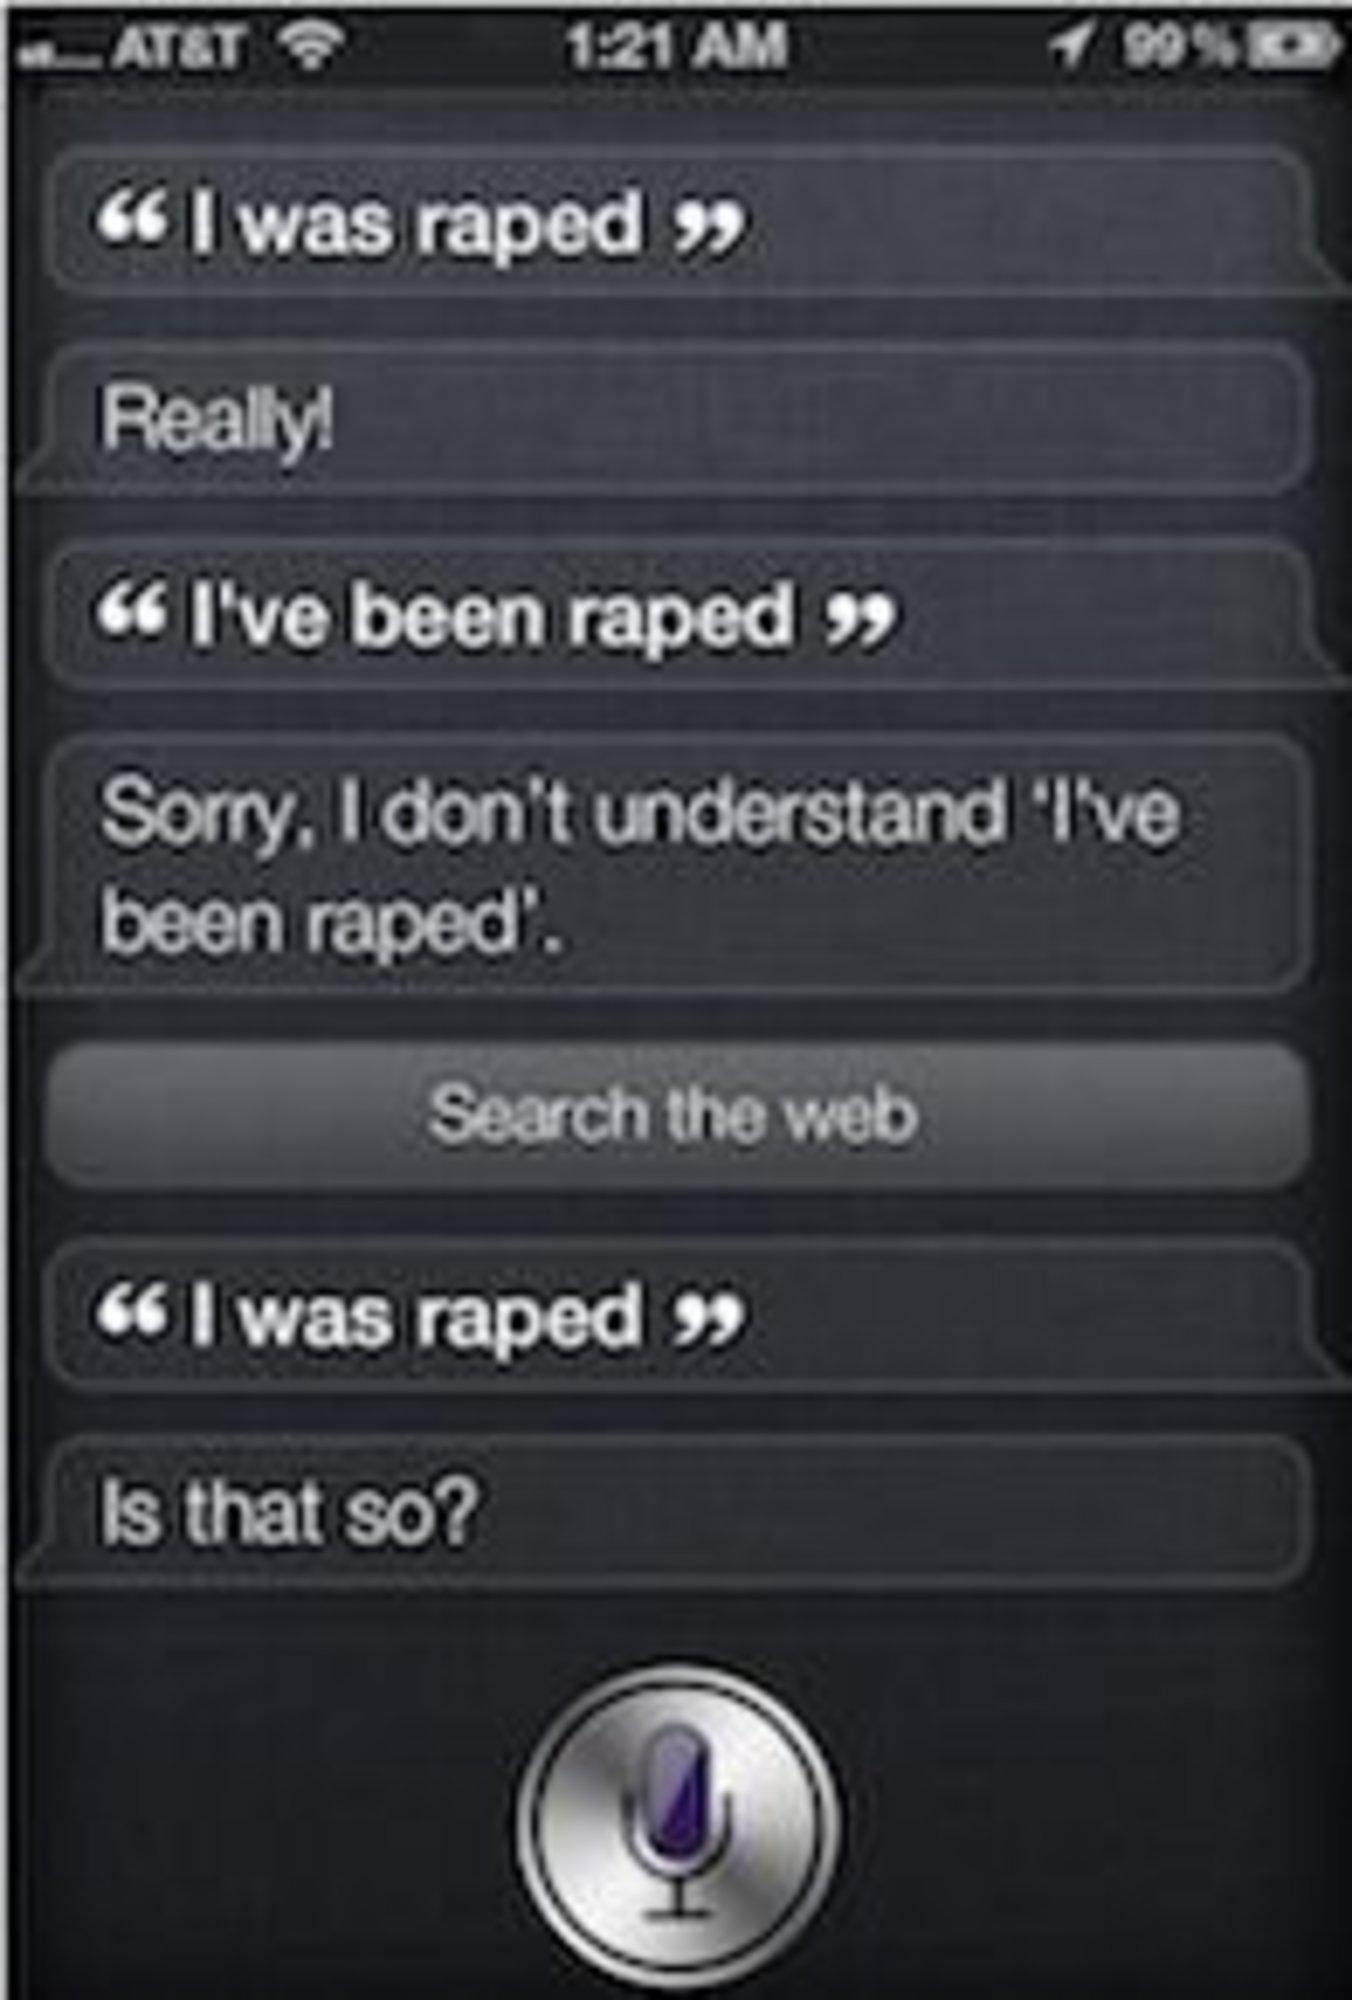 AT&T 1:21 AM 99%
“ I was raped ”
Really!
“ I've been raped ”
Sorry, I don't understand ‘I've
been raped’.
Search the web
“ I was raped ”
Is that so?